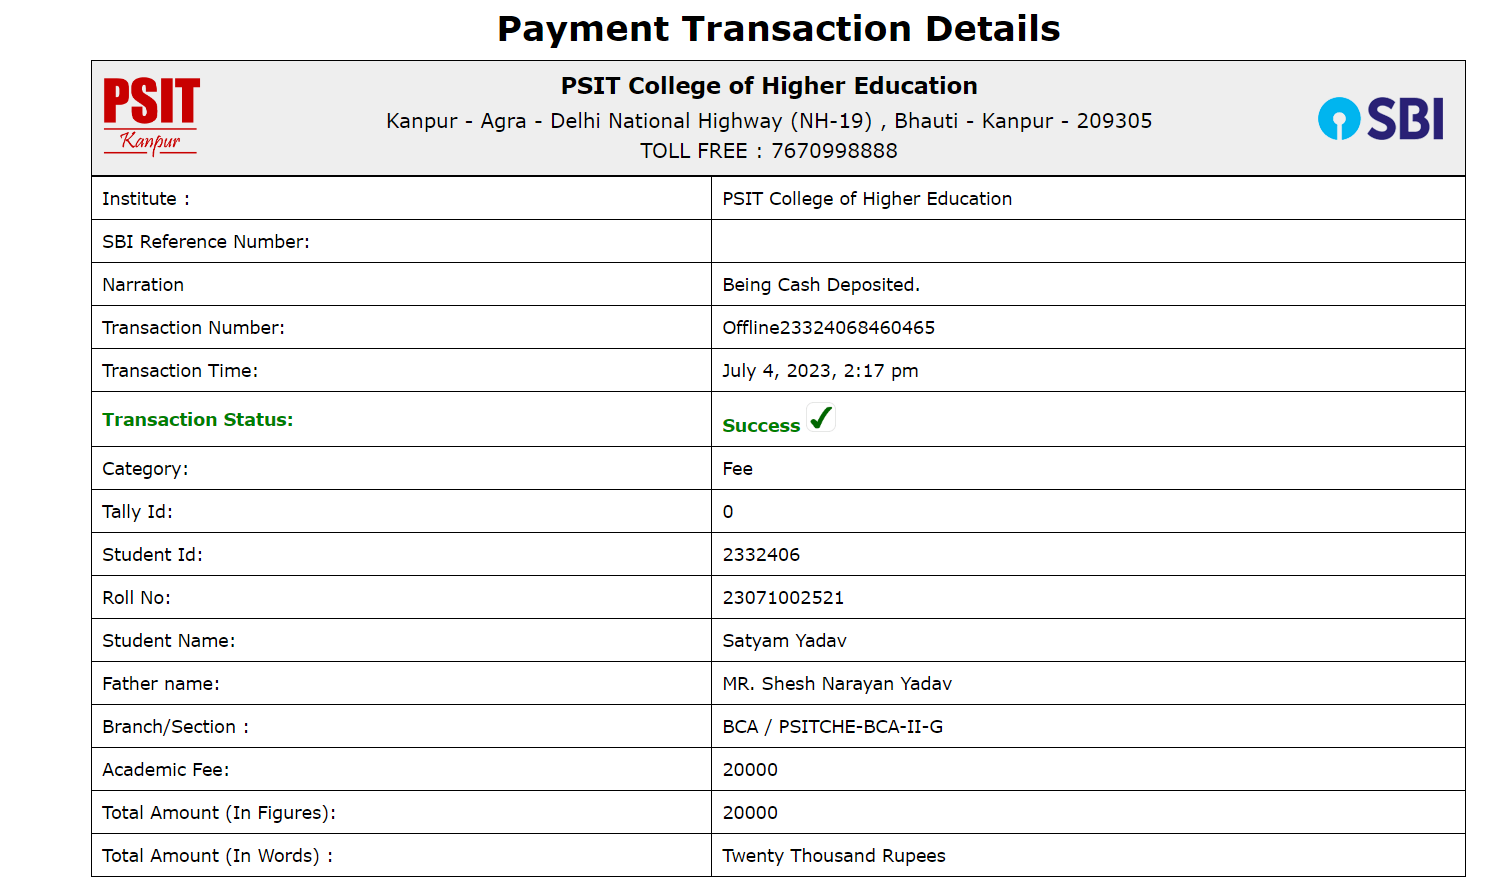 Payment Transaction Details
PSIT
Kanpur
PSIT College of Higher Education
Kanpur - Agra - Delhi National Highway (NH-19) , Bhauti - Kanpur - 209305
TOLL FREE : 7670998888
SBI
Institute : PSIT College of Higher Education
SBI Reference Number:
Narration Being Cash Deposited.
Transaction Number: Offline23324068460465
Transaction Time: July 4, 2023, 2:17 pm
Transaction Status: Success
Category: Fee
Tally Id: 0
Student Id: 2332406
Roll No: 23071002521
Student Name: Satyam Yadav
Father name: MR. Shesh Narayan Yadav
Branch/Section : BCA / PSITCHE-BCA-II-G
Academic Fee: 20000
Total Amount (In Figures): 20000
Total Amount (In Words) : Twenty Thousand Rupees